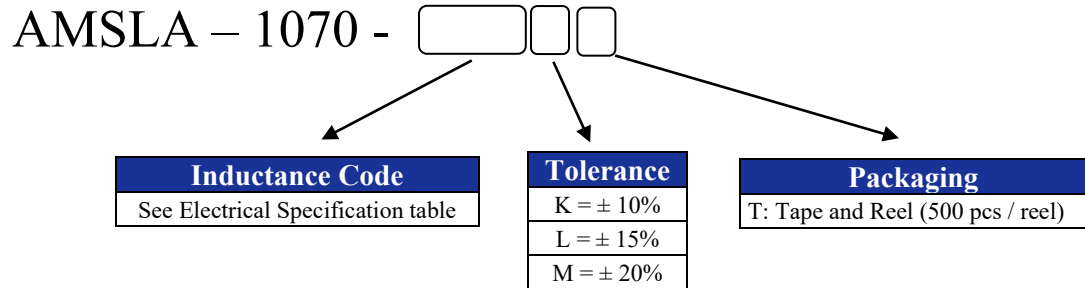 AMSLA – 1070 -
Inductance Code
See Electrical Specification table
Tolerance
K = ± 10%
L = ± 15%
M = ± 20%
Packaging
T: Tape and Reel (500 pcs / reel)